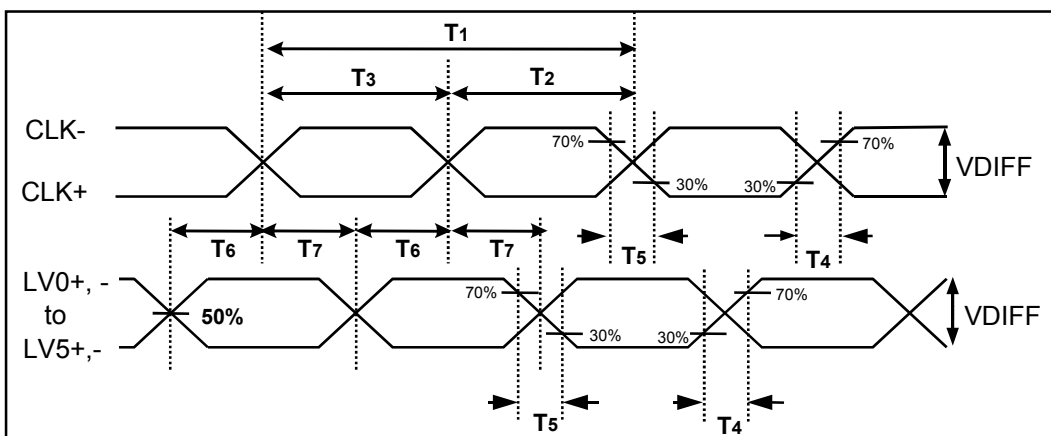 T1
T3 T2
CLK-
70% 70%
VDIFF
30% 30%
CLK+
T6 T7 T6 T7 T5 T4
LV0+, -
70% 70%
to 50% VDIFF
30% 30%
LV5+,-
T5 T4